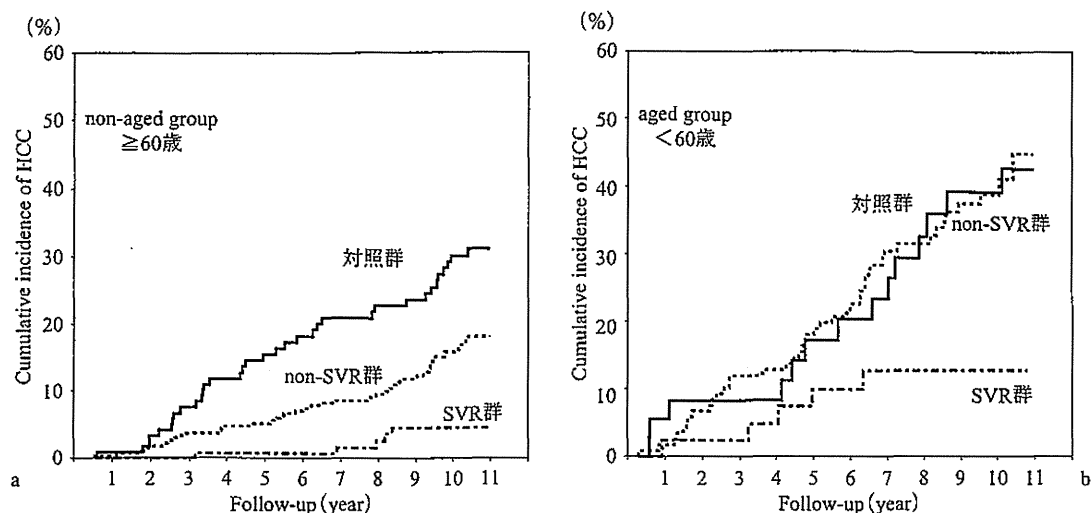 (%)
60
50
40
30
20
10
0
non-aged group
≧60歳
対照群
non-SVR群
SVR群
Cumulative incidence of HCC
1 2 3 4 5 6 7 8 9 10 11
Follow-up (year)
a
(%)
60
50
40
30
20
10
0
aged group
<60歳
対照群
non-SVR群
SVR群
Cumulative incidence of HCC
1 2 3 4 5 6 7 8 9 10 11
Follow-up (year)
b